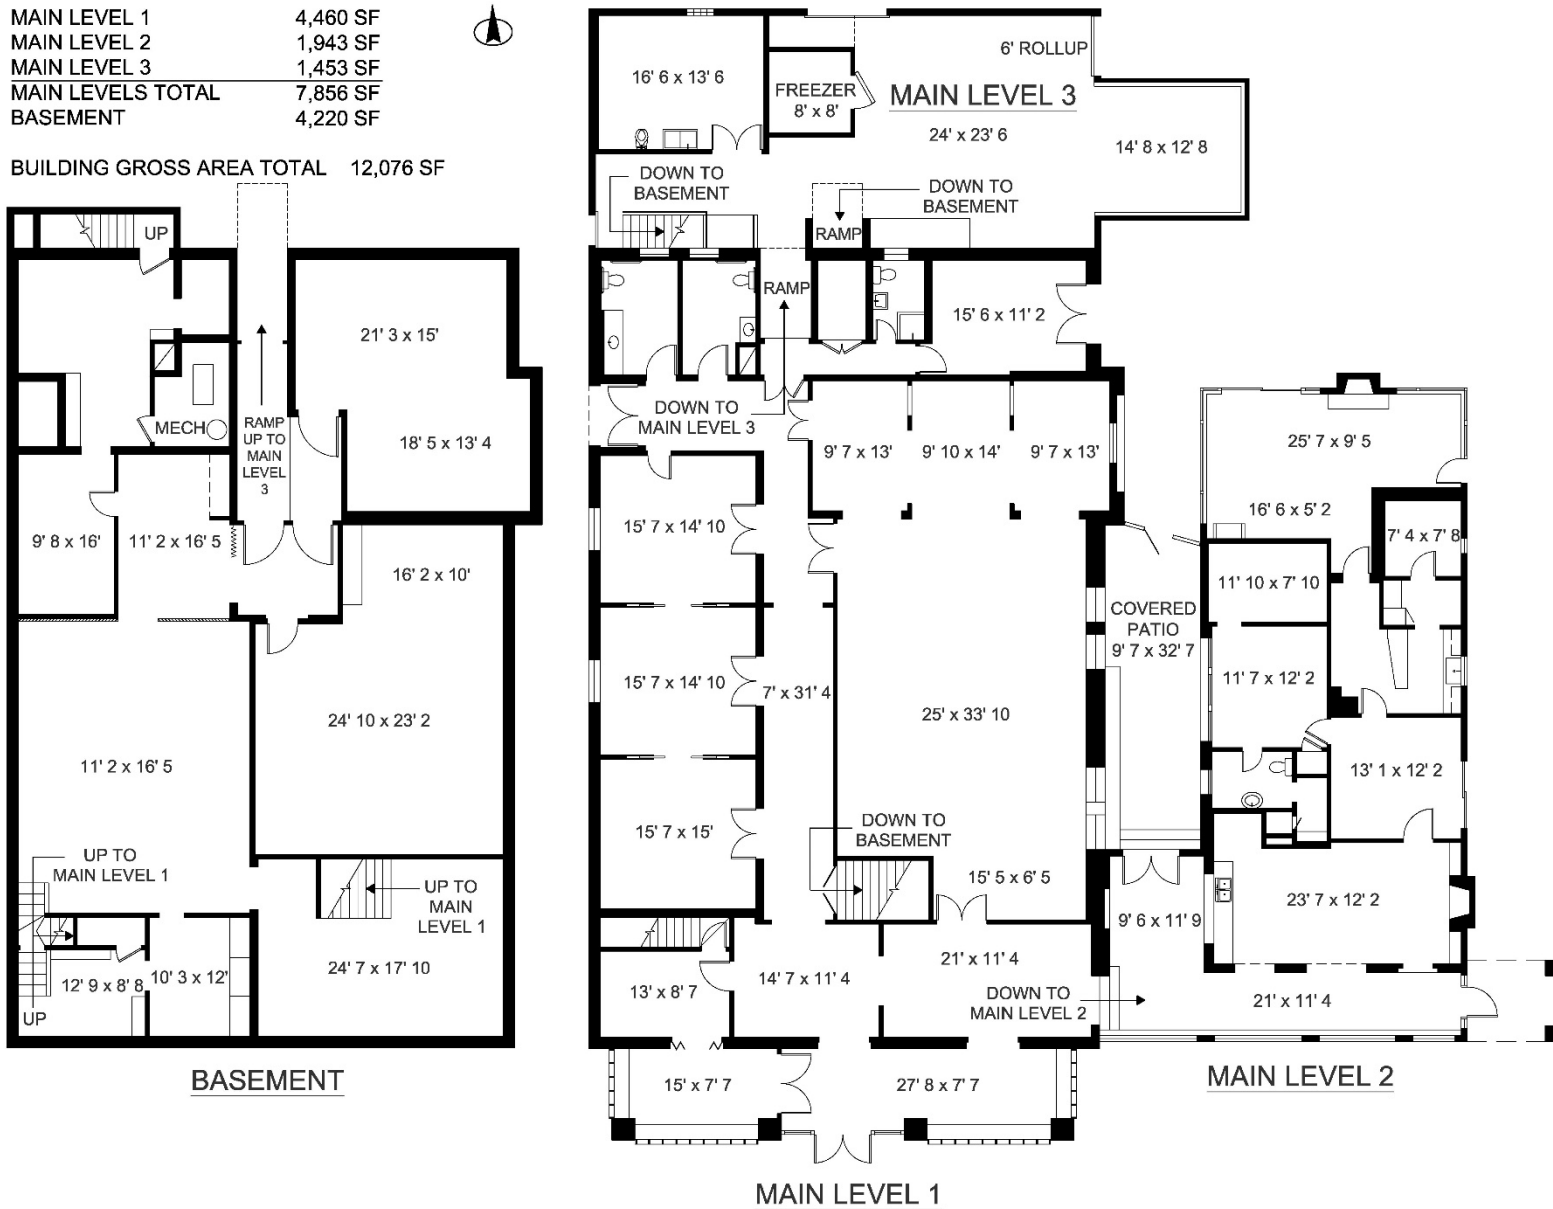 MAIN LEVEL 1 4,460 SF
MAIN LEVEL 2 1,943 SF
MAIN LEVEL 3 1,453 SF
MAIN LEVELS TOTAL 7,856 SF
BASEMENT 4,220 SF
BUILDING GROSS AREA TOTAL 12,076 SF
UP
21' 3 x 15'
MECH
RAMP
UP TO
MAIN
LEVEL
3
18' 5 x 13' 4
9' 8 x 16'
11' 2 x 16' 5
16' 2 x 10'
24' 10 x 23' 2
11' 2 x 16' 5
UP TO
MAIN LEVEL 1
UP TO
MAIN
LEVEL 1
24' 7 x 17' 10
12' 9 x 8' 8
10' 3 x 12'
UP
BASEMENT
6' ROLLUP
16' 6 x 13' 6
FREEZER
8' x 8'
MAIN LEVEL 3
24' x 23' 6
14' 8 x 12' 8
DOWN TO
BASEMENT
DOWN TO
BASEMENT
RAMP
RAMP
15' 6 x 11' 2
DOWN TO
MAIN LEVEL 3
9' 7 x 13'
9' 10 x 14'
9' 7 x 13'
15' 7 x 14' 10
15' 7 x 14' 10
7' x 31' 4
25' x 33' 10
15' 7 x 15'
DOWN TO
BASEMENT
15' 5 x 6' 5
14' 7 x 11' 4
21' x 11' 4
13' x 8' 7
DOWN TO
MAIN LEVEL 2
15' x 7' 7
27' 8 x 7' 7
MAIN LEVEL 1
25' 7 x 9' 5
16' 6 x 5' 2
7' 4 x 7' 8
11' 10 x 7' 10
COVERED
PATIO
9' 7 x 32' 7
11' 7 x 12' 2
13' 1 x 12' 2
23' 7 x 12' 2
9' 6 x 11' 9
21' x 11' 4
MAIN LEVEL 2